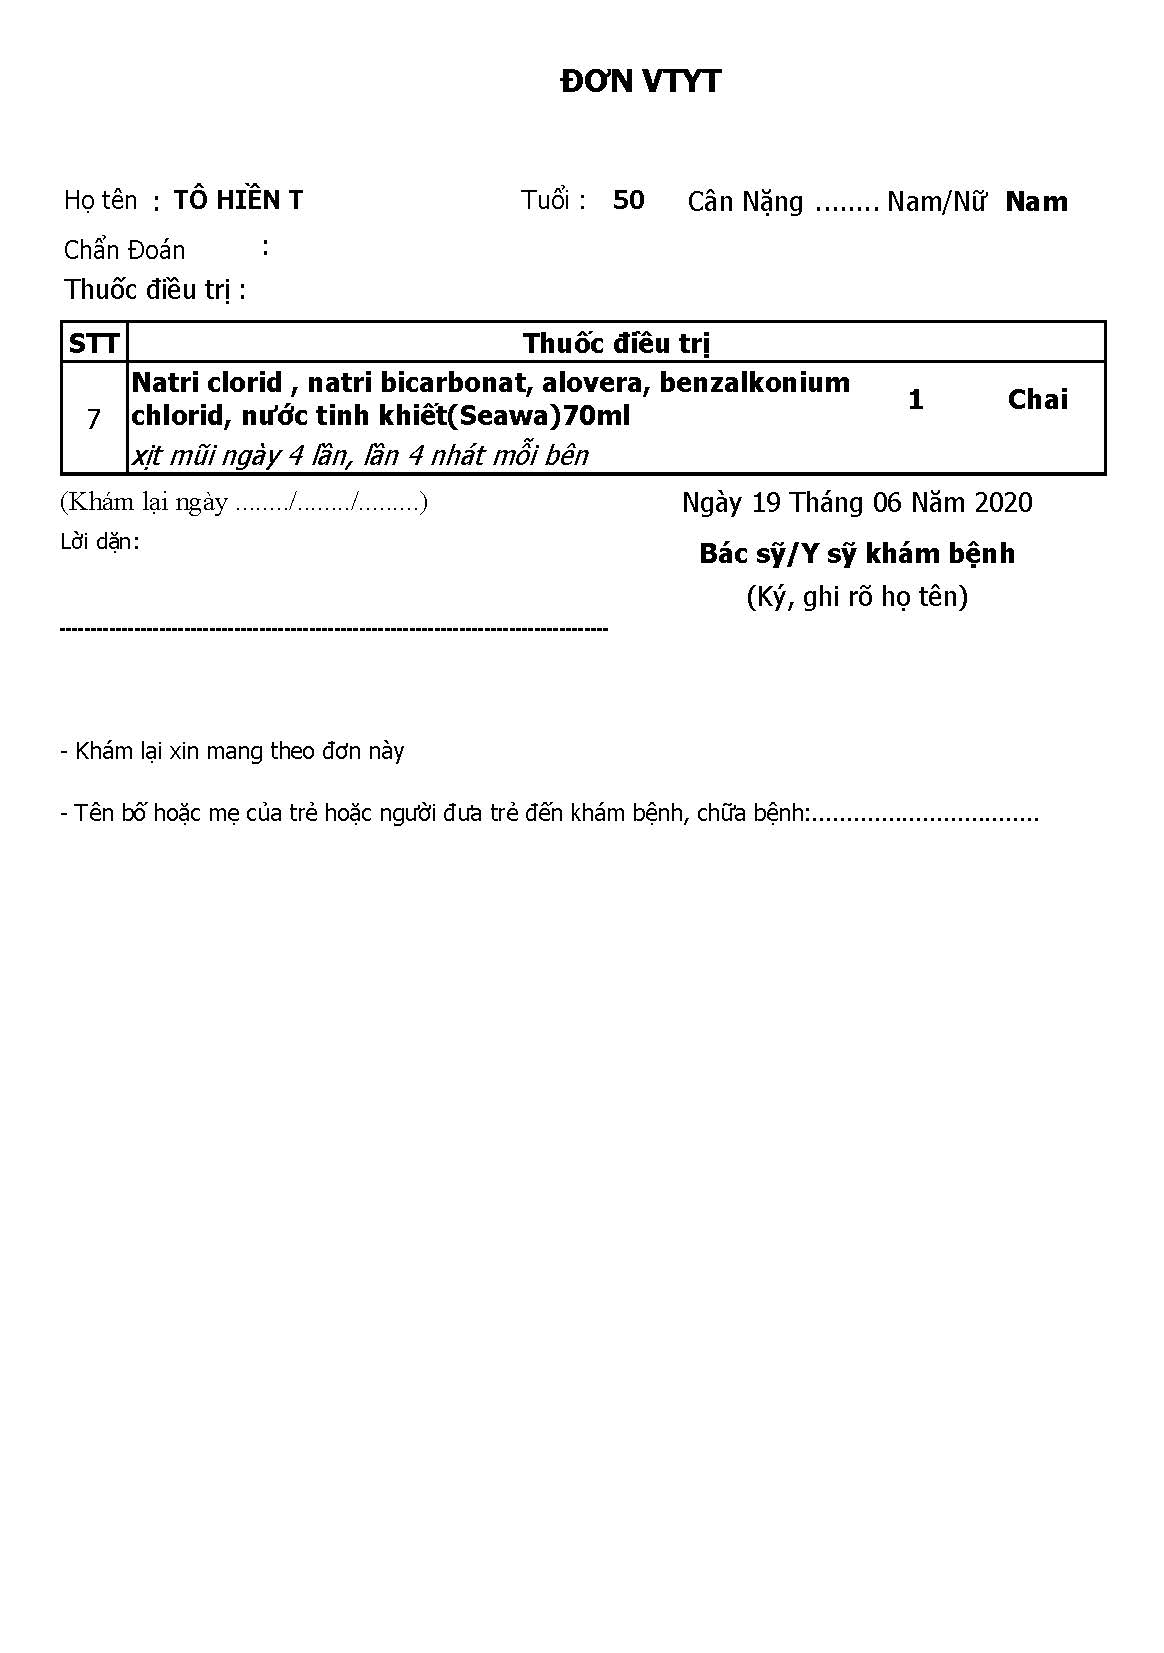 ĐƠN VTYT
Họ tên : TÔ HIỀN T Tuổi : 50 Cân Nặng ........ Nam/Nữ Nam
Chẩn Đoán :
Thuốc điều trị :
STT Thuốc điều trị
Natri clorid , natri bicarbonat, alovera, benzalkonium
7 chlorid, nước tinh khiết(Seawa)70ml 1 Chai
xịt mũi ngày 4 lần, lần 4 nhát mỗi bên
(Khám lại ngày ......../......../.........) Ngày 19 Tháng 06 Năm 2020
Lời dặn:
Bác sỹ/Y sỹ khám bệnh
(Ký, ghi rõ họ tên)
- Khám lại xin mang theo đơn này
- Tên bố hoặc mẹ của trẻ hoặc người đưa trẻ đến khám bệnh, chữa bệnh:.................................